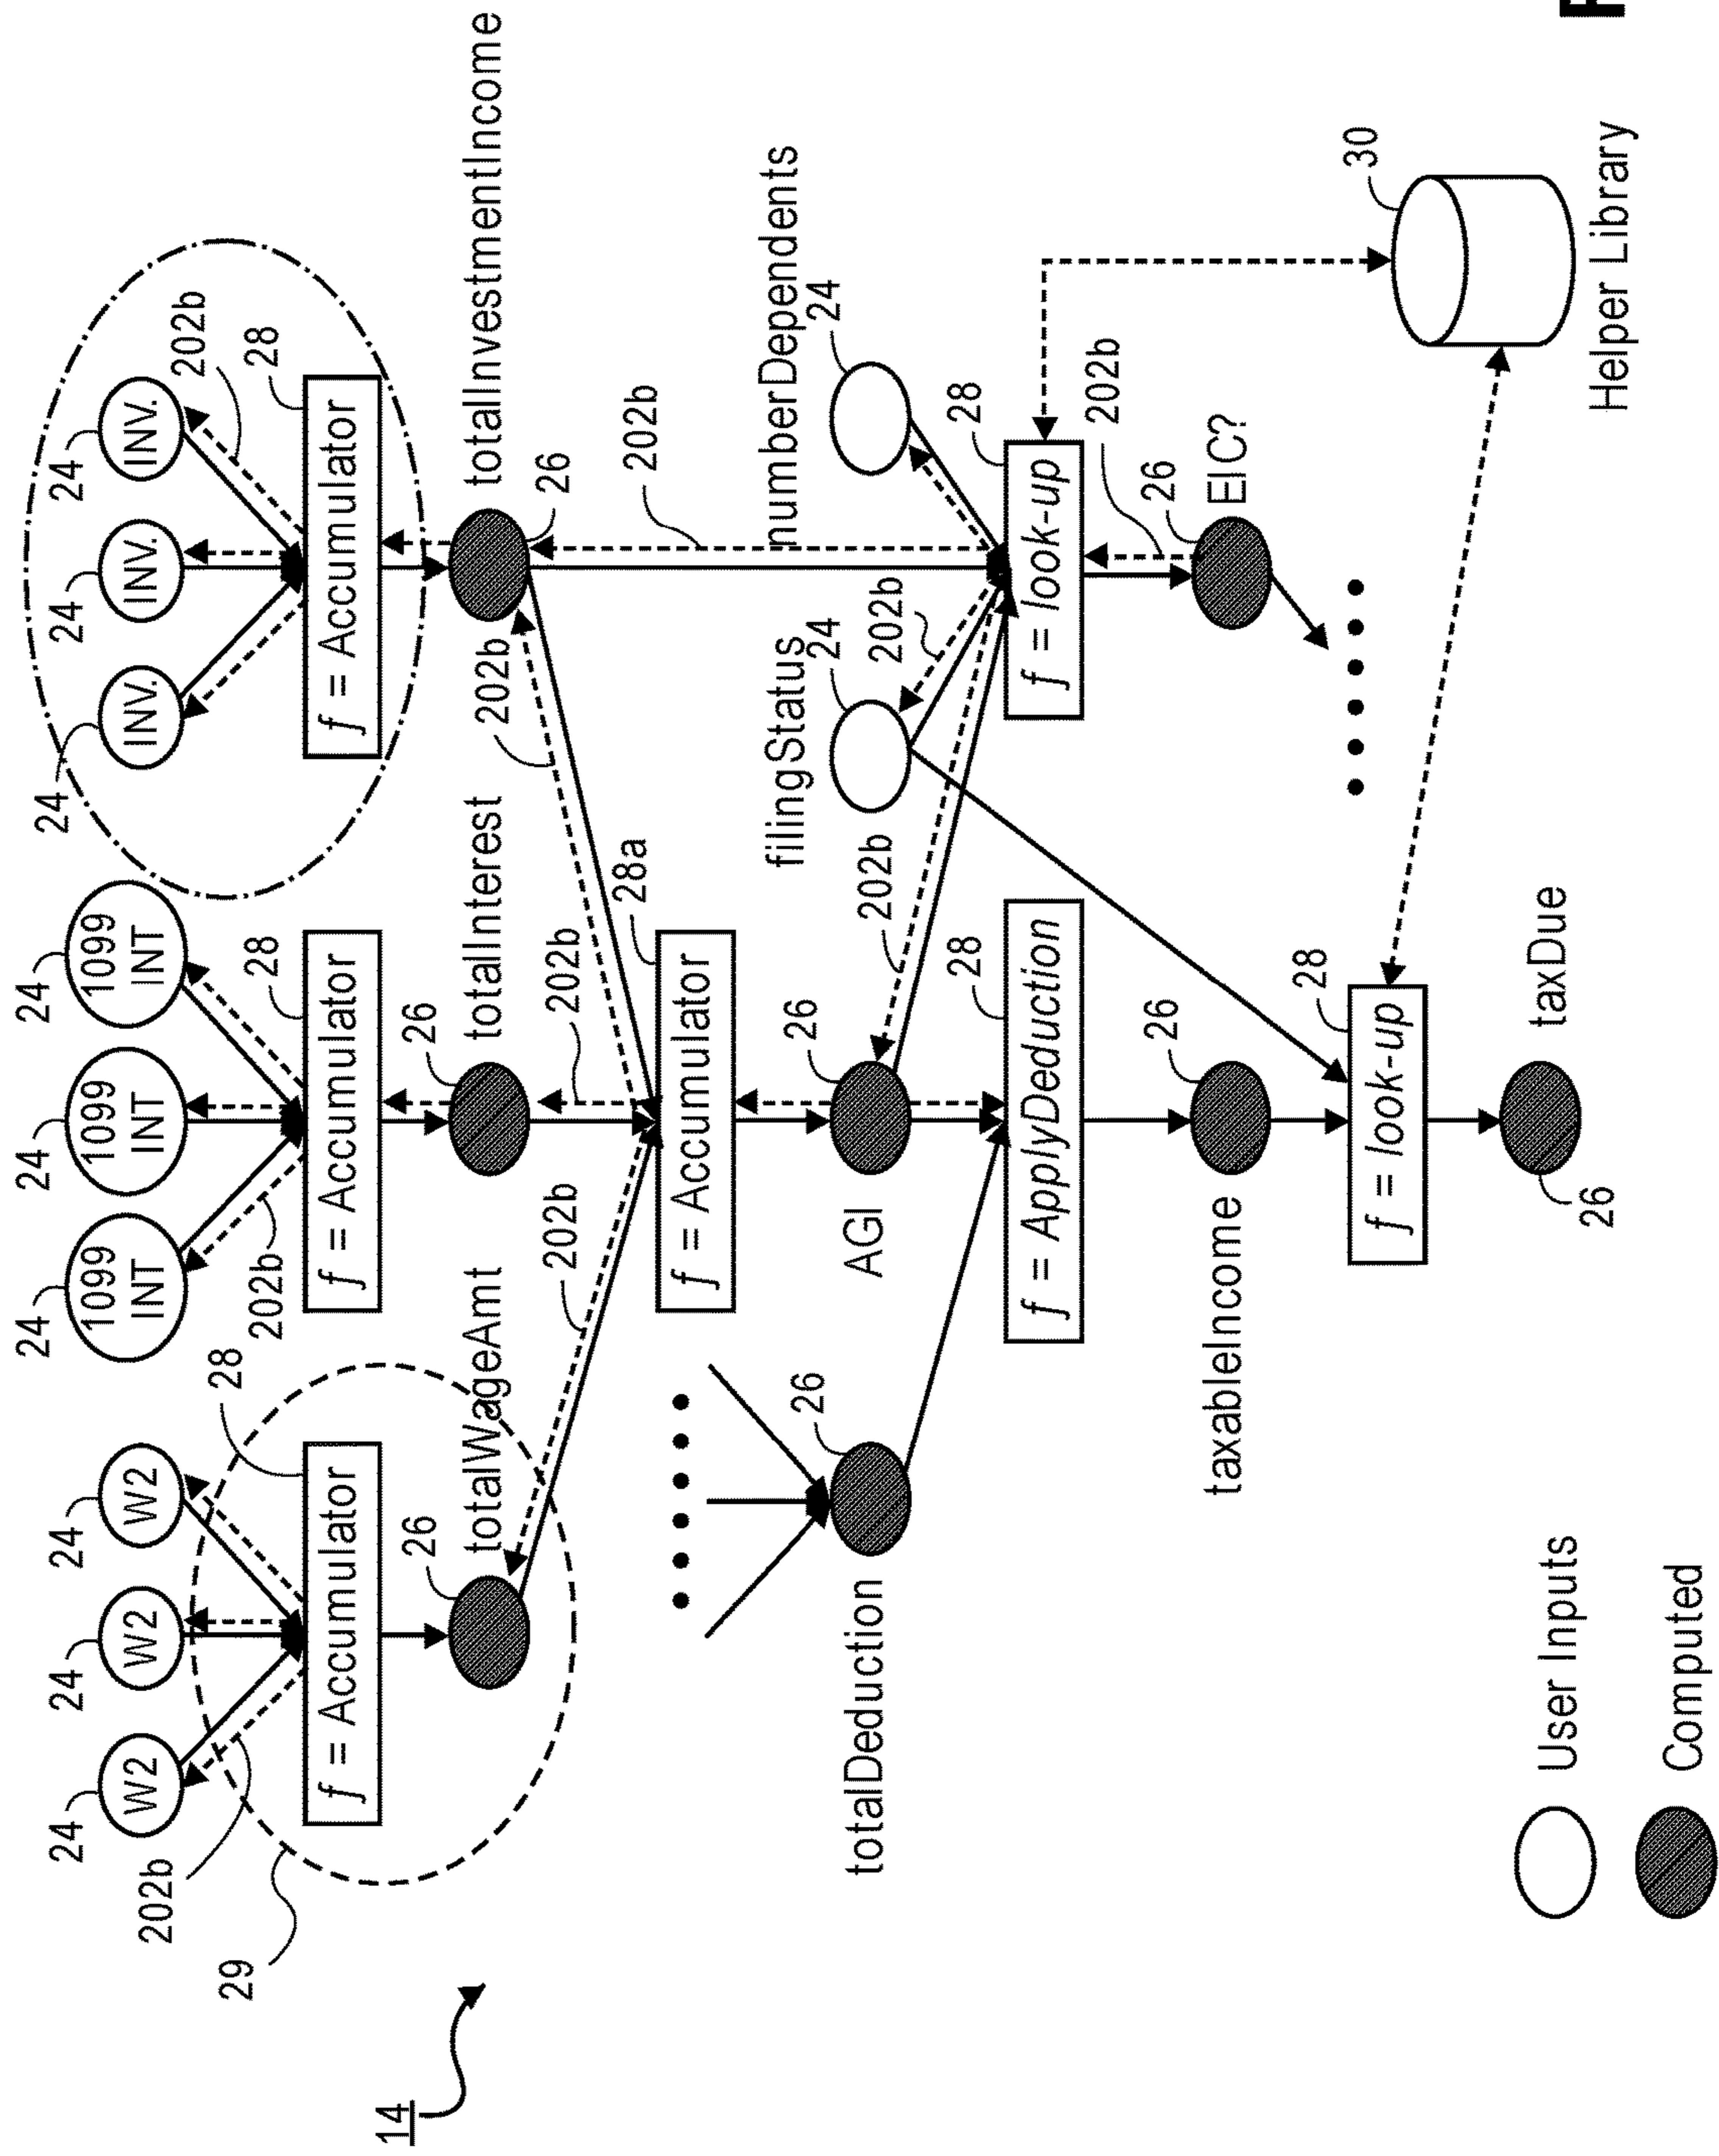 14
29
202b
24
24
24
W2
W2
W2
28
f = Accumulator
26
totalWageAmt
202b
24
24
24
1099
INT
1099
INT
1099
INT
202b
28
f = Accumulator
26
totalInterest
202b
24
24
24
INV.
INV.
INV.
202b
28
f = Accumulator
totalInvestmentIncome
26
202b
202b
28a
f = Accumulator
totalDeduction
26
AGI
26
202b
filingStatus
24
202b
numberDependents
24
28
f = ApplyDeduction
28
f = look-up
202b
taxableIncome
26
26
EIC?
28
f = look-up
30
Helper Library
26
taxDue
User Inputs
Computed